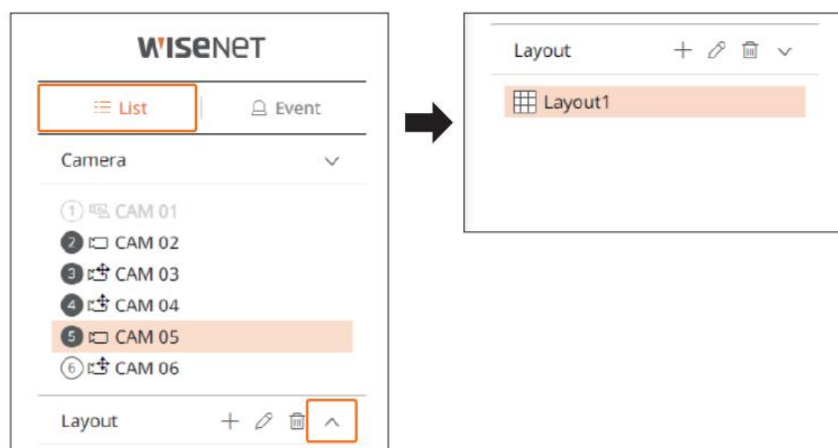 WISENET
List Event
Camera
1 CAM 01
2 CAM 02
3 CAM 03
4 CAM 04
5 CAM 05
6 CAM 06
Layout
Layout
Layout1